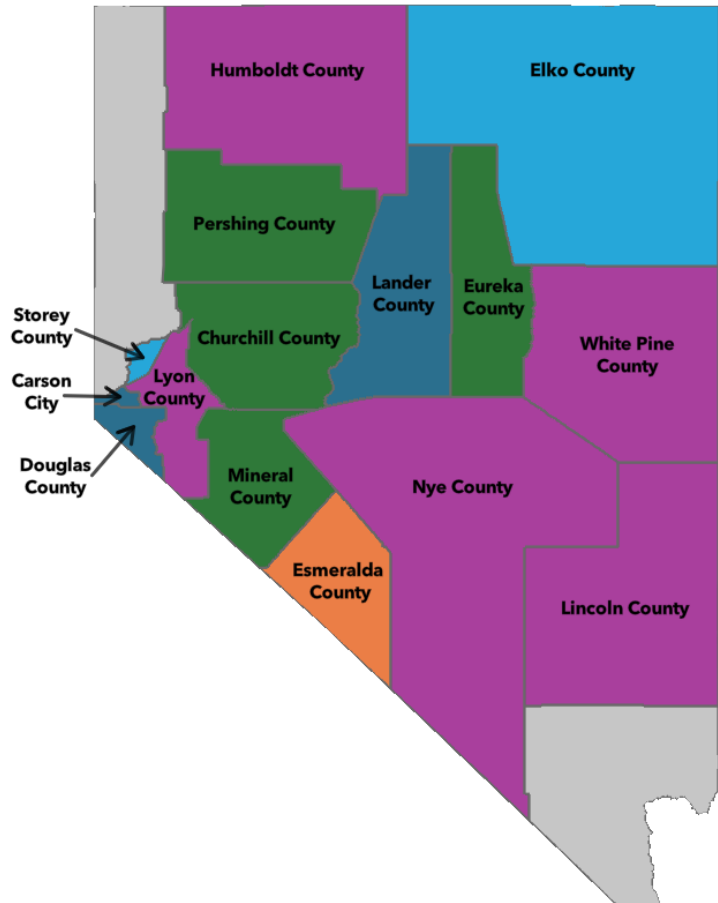 Humboldt County
Elko County
Pershing County
Lander
County
Eureka
County
Storey
County
Churchill County
White Pine
County
Carson
City
Lyon
County
Douglas
County
Mineral
County
Nye County
Esmeralda
County
Lincoln County